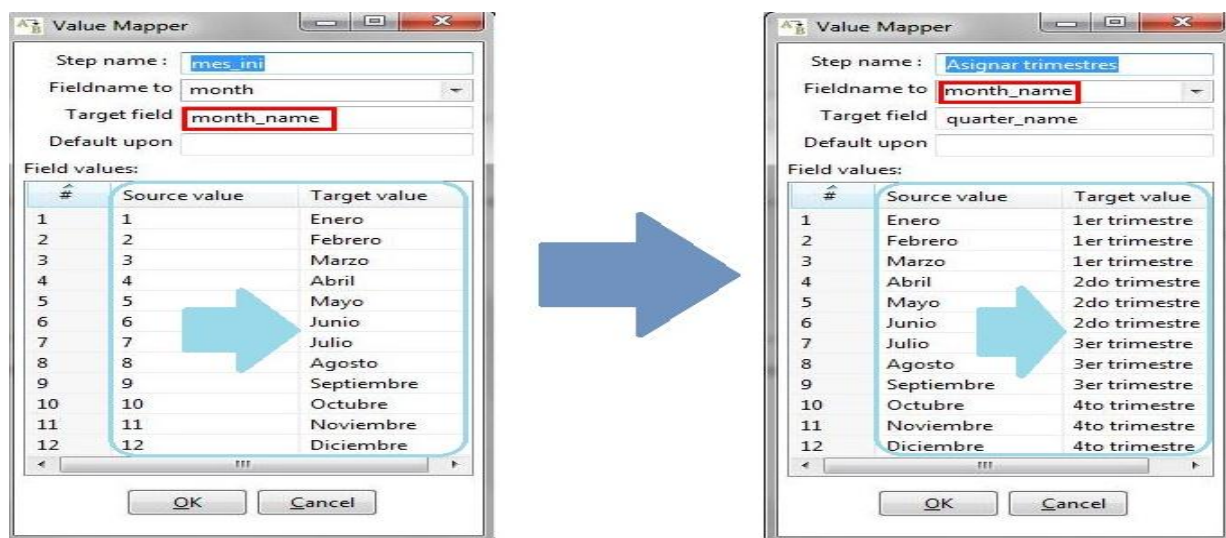 Value Mapper
Step name : mes_ini
Fieldname to month
Target field month_name
Default upon
Field values:
# Source value Target value
1 1 Enero
2 2 Febrero
3 3 Marzo
4 4 Abril
5 5 Mayo
6 6 Junio
7 7 Julio
8 8 Agosto
9 9 Septiembre
10 10 Octubre
11 11 Noviembre
12 12 Diciembre
OK Cancel
Value Mapper
Step name : Asignar trimestres
Fieldname to month_name
Target field quarter_name
Default upon
Field values:
# Source value Target value
1 Enero 1er trimestre
2 Febrero 1er trimestre
3 Marzo 1er trimestre
4 Abril 2do trimestre
5 Mayo 2do trimestre
6 Junio 2do trimestre
7 Julio 3er trimestre
8 Agosto 3er trimestre
9 Septiembre 3er trimestre
10 Octubre 4to trimestre
11 Noviembre 4to trimestre
12 Diciembre 4to trimestre
OK Cancel